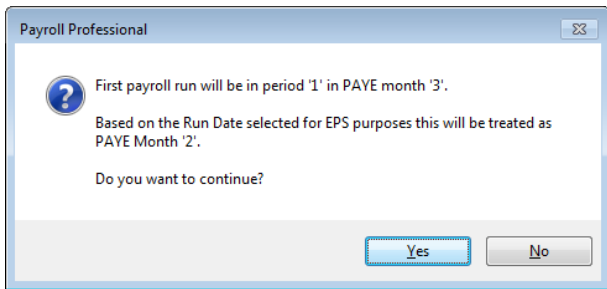 Payroll Professional
First payroll run will be in period '1' in PAYE month '3'.
Based on the Run Date selected for EPS purposes this will be treated as
PAYE Month '2'.
Do you want to continue?
Yes
No